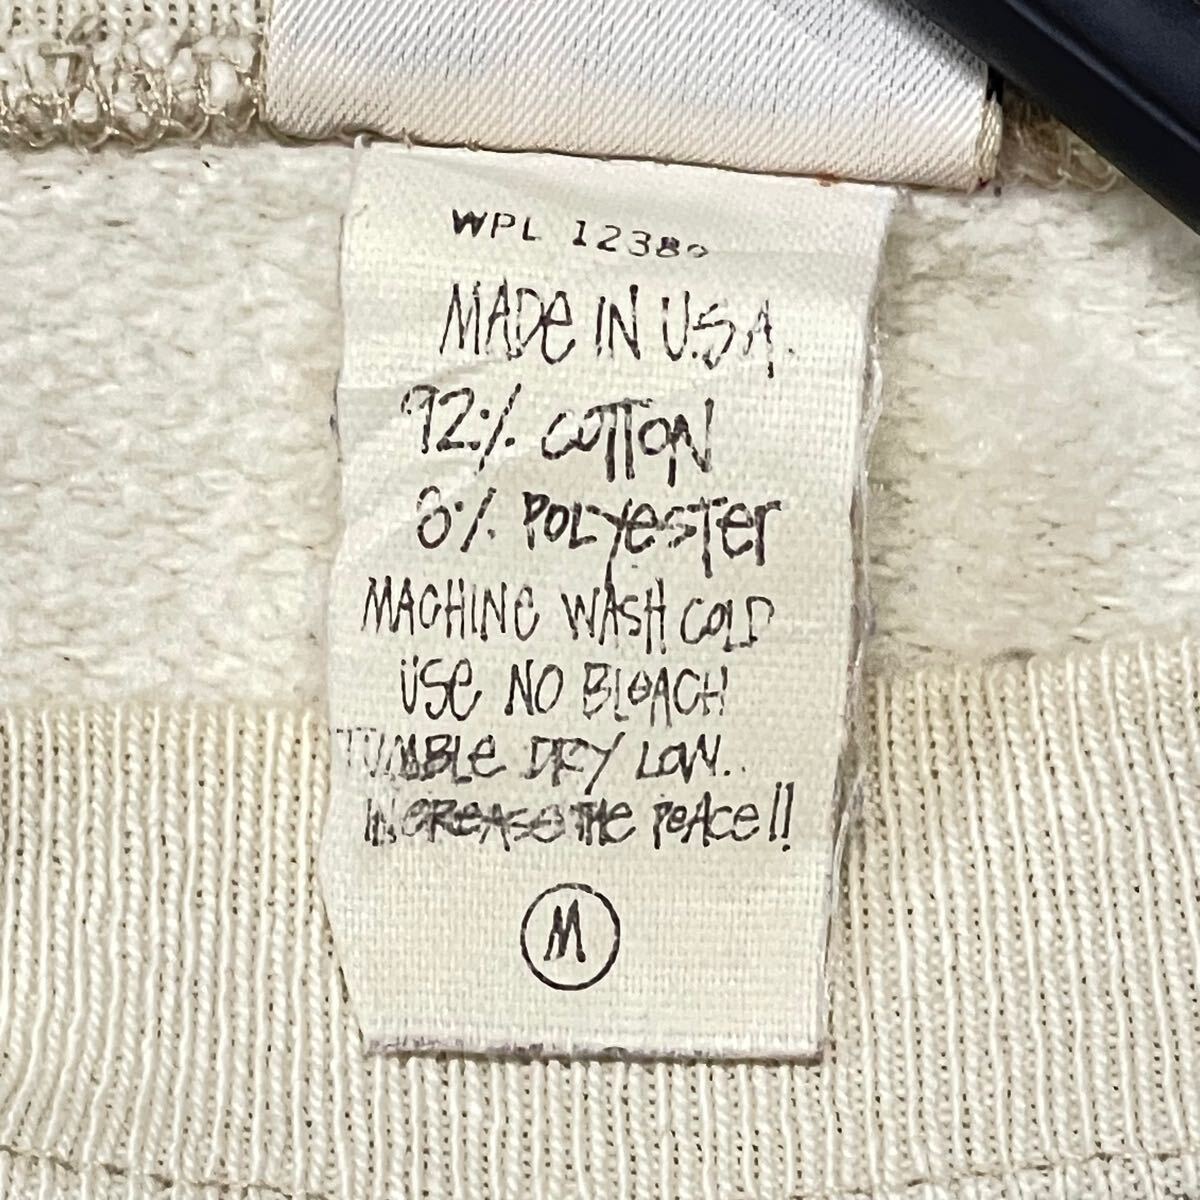 WPL 12389
MADe IN U.S.A.
92% COTTON
8% POLYesTer
MACHINe WASH COLD
USe NO BLeACH
TUMBLe DRY LOW..
INCREASe THe PeAce!!
M